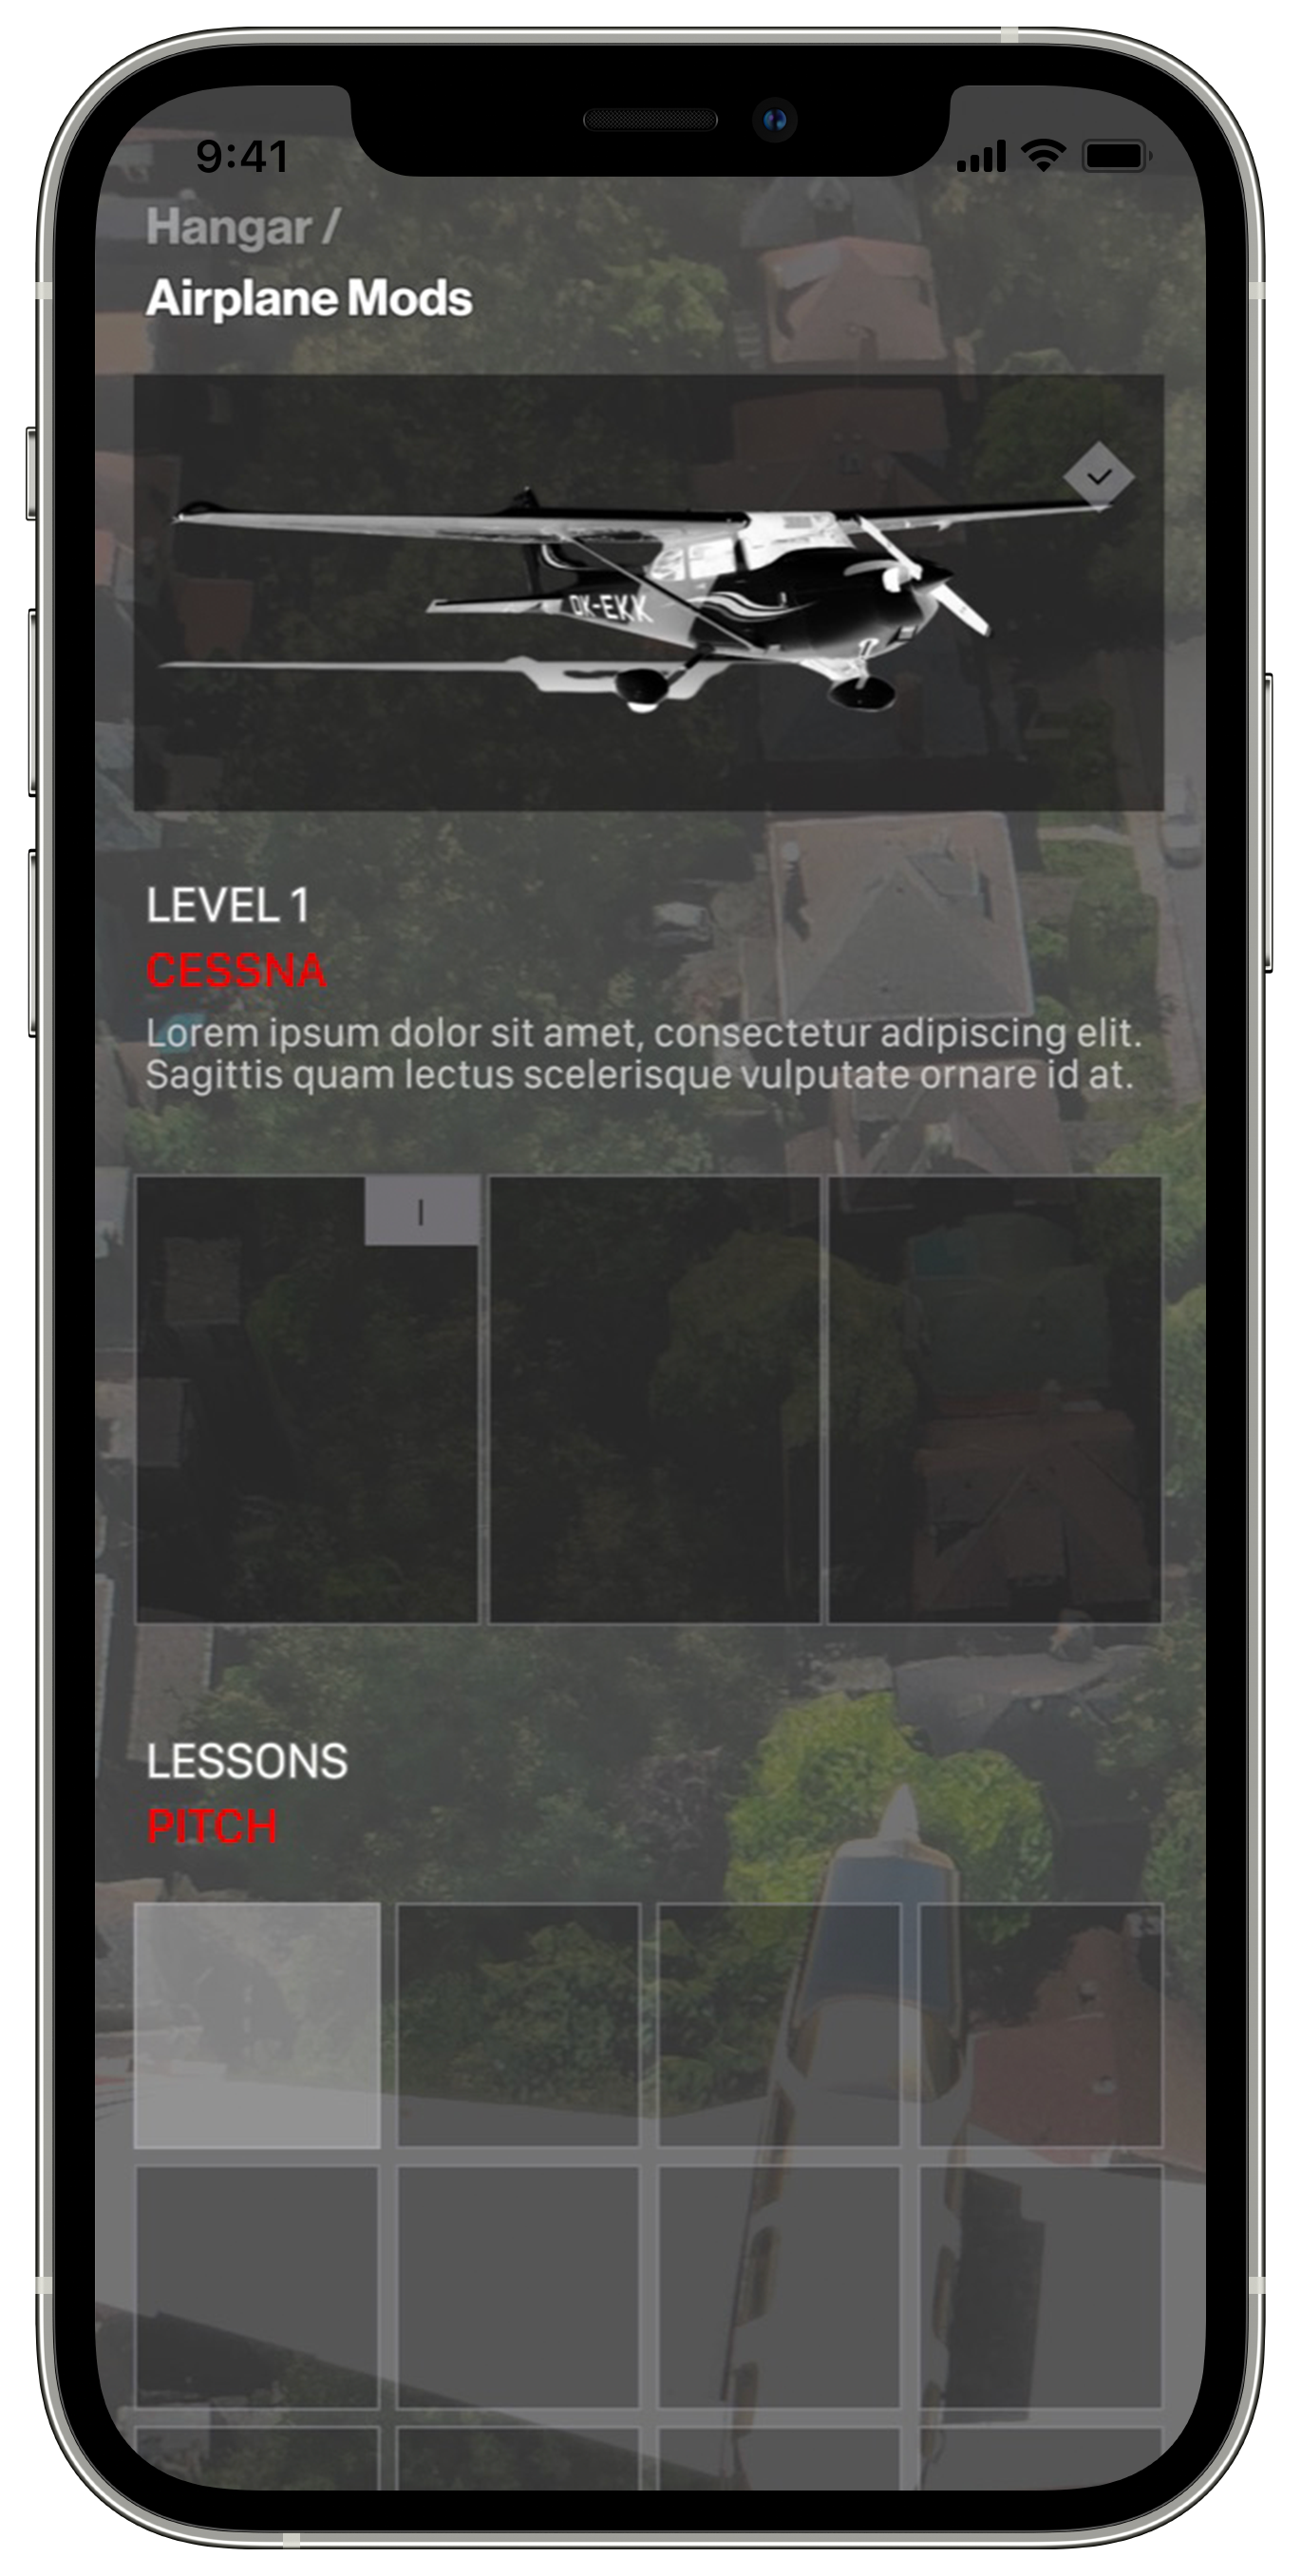 9:41
Hangar /
Airplane Mods
OK-EKK
LEVEL 1
CESSNA
Lorem ipsum dolor sit amet, consectetur adipiscing elit.
Sagittis quam lectus scelerisque vulputate ornare id at.
I
LESSONS
PITCH